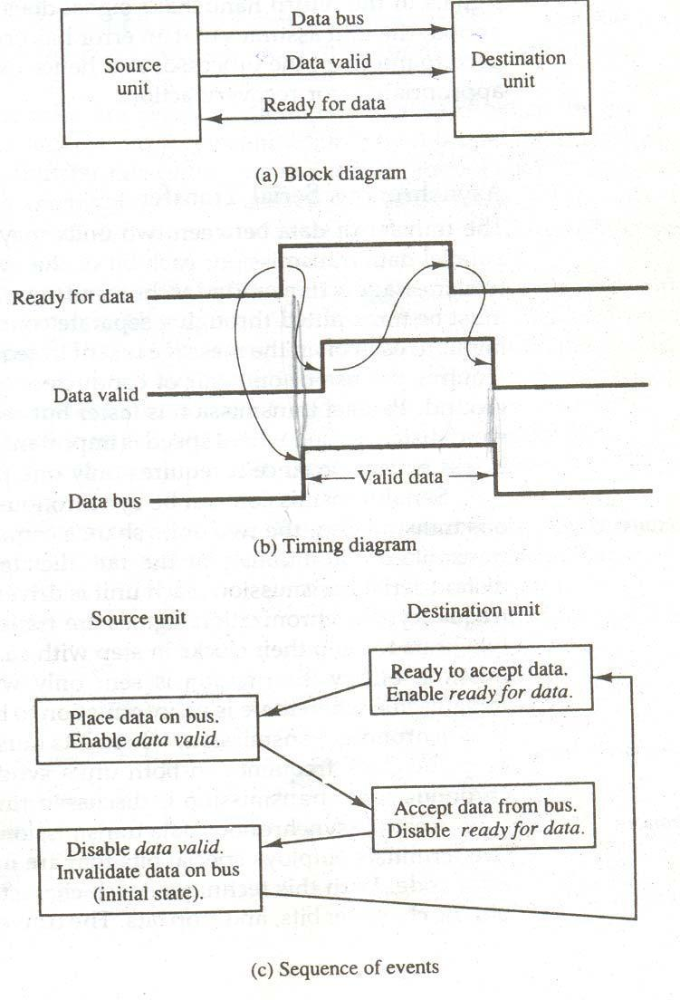 Data bus
Source
unit
Data valid
Destination
unit
Ready for data
(a) Block diagram
Ready for data
Data valid
Valid data
Data bus
(b) Timing diagram
Source unit
Destination unit
Ready to accept data.
Enable ready for data.
Place data on bus.
Enable data valid.
Accept data from bus.
Disable ready for data.
Disable data valid.
Invalidate data on bus
(initial state).
(c) Sequence of events